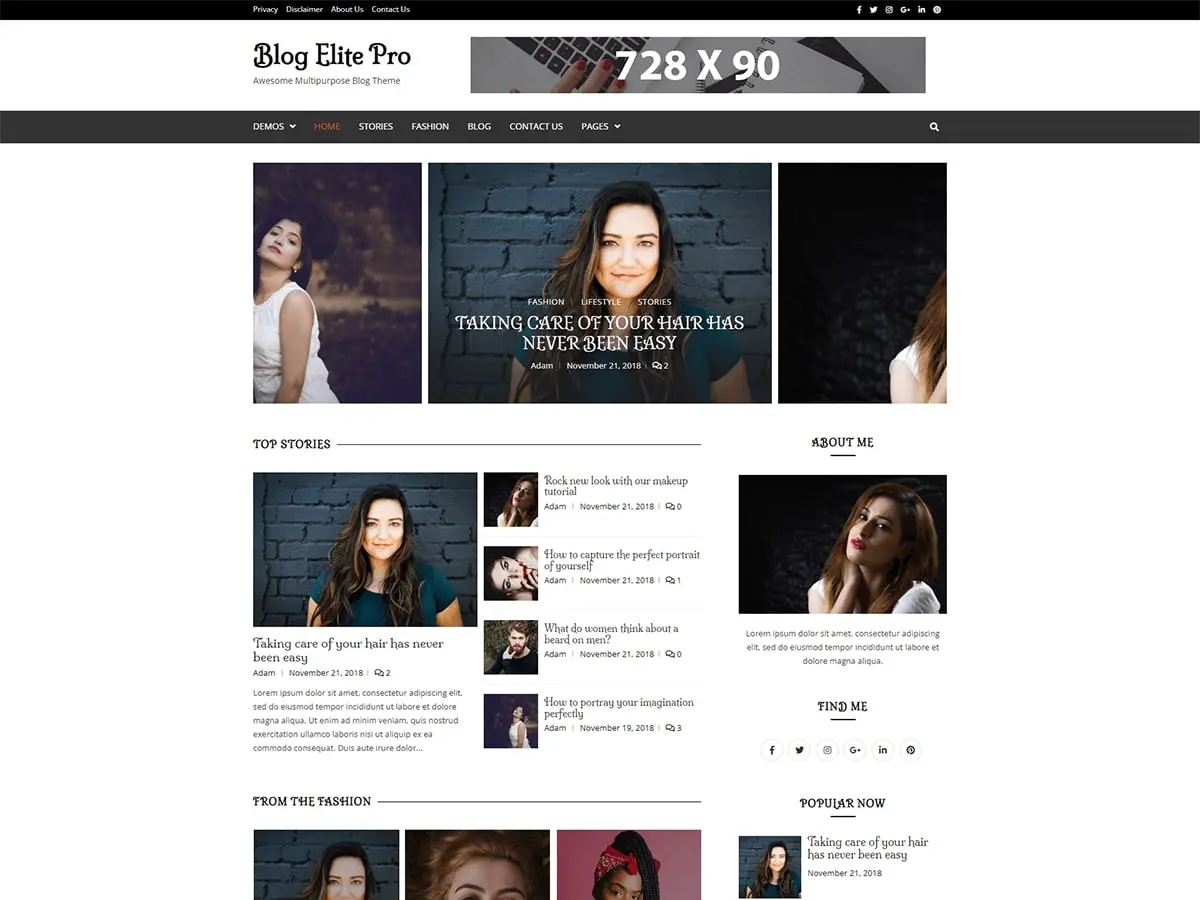 Privacy Disclaimer About Us Contact Us
Blog Elite Pro
Awesome Multipurpose Blog Theme
728 X 90
DEMOS HOME STORIES FASHION BLOG CONTACT US PAGES
FASHION LIFESTYLE STORIES
TAKING CARE OF YOUR HAIR HAS
NEVER BEEN EASY
Adam November 21, 2018 2
TOP STORIES
Taking care of your hair has never
been easy
Adam November 21, 2018 2
Lorem ipsum dolor sit amet, consectetur adipiscing elit,
sed do eiusmod tempor incididunt ut labore et dolore
magna aliqua. Ut enim ad minim veniam, quis nostrud
exercitation ullamco laboris nisi ut aliquip ex ea
commodo consequat. Duis aute irure dolor...
Rock new look with our makeup
tutorial
Adam November 21, 2018 0
How to capture the perfect portrait
of yourself
Adam November 21, 2018 1
What do women think about a
beard on men?
Adam November 21, 2018 0
How to portray your imagination
perfectly
Adam November 19, 2018 3
FROM THE FASHION
ABOUT ME
Lorem ipsum dolor sit amet, consectetur adipiscing
elit, sed do eiusmod tempor incididunt ut labore et
dolore magna aliqua.
FIND ME
POPULAR NOW
Taking care of your hair
has never been easy
November 21, 2018